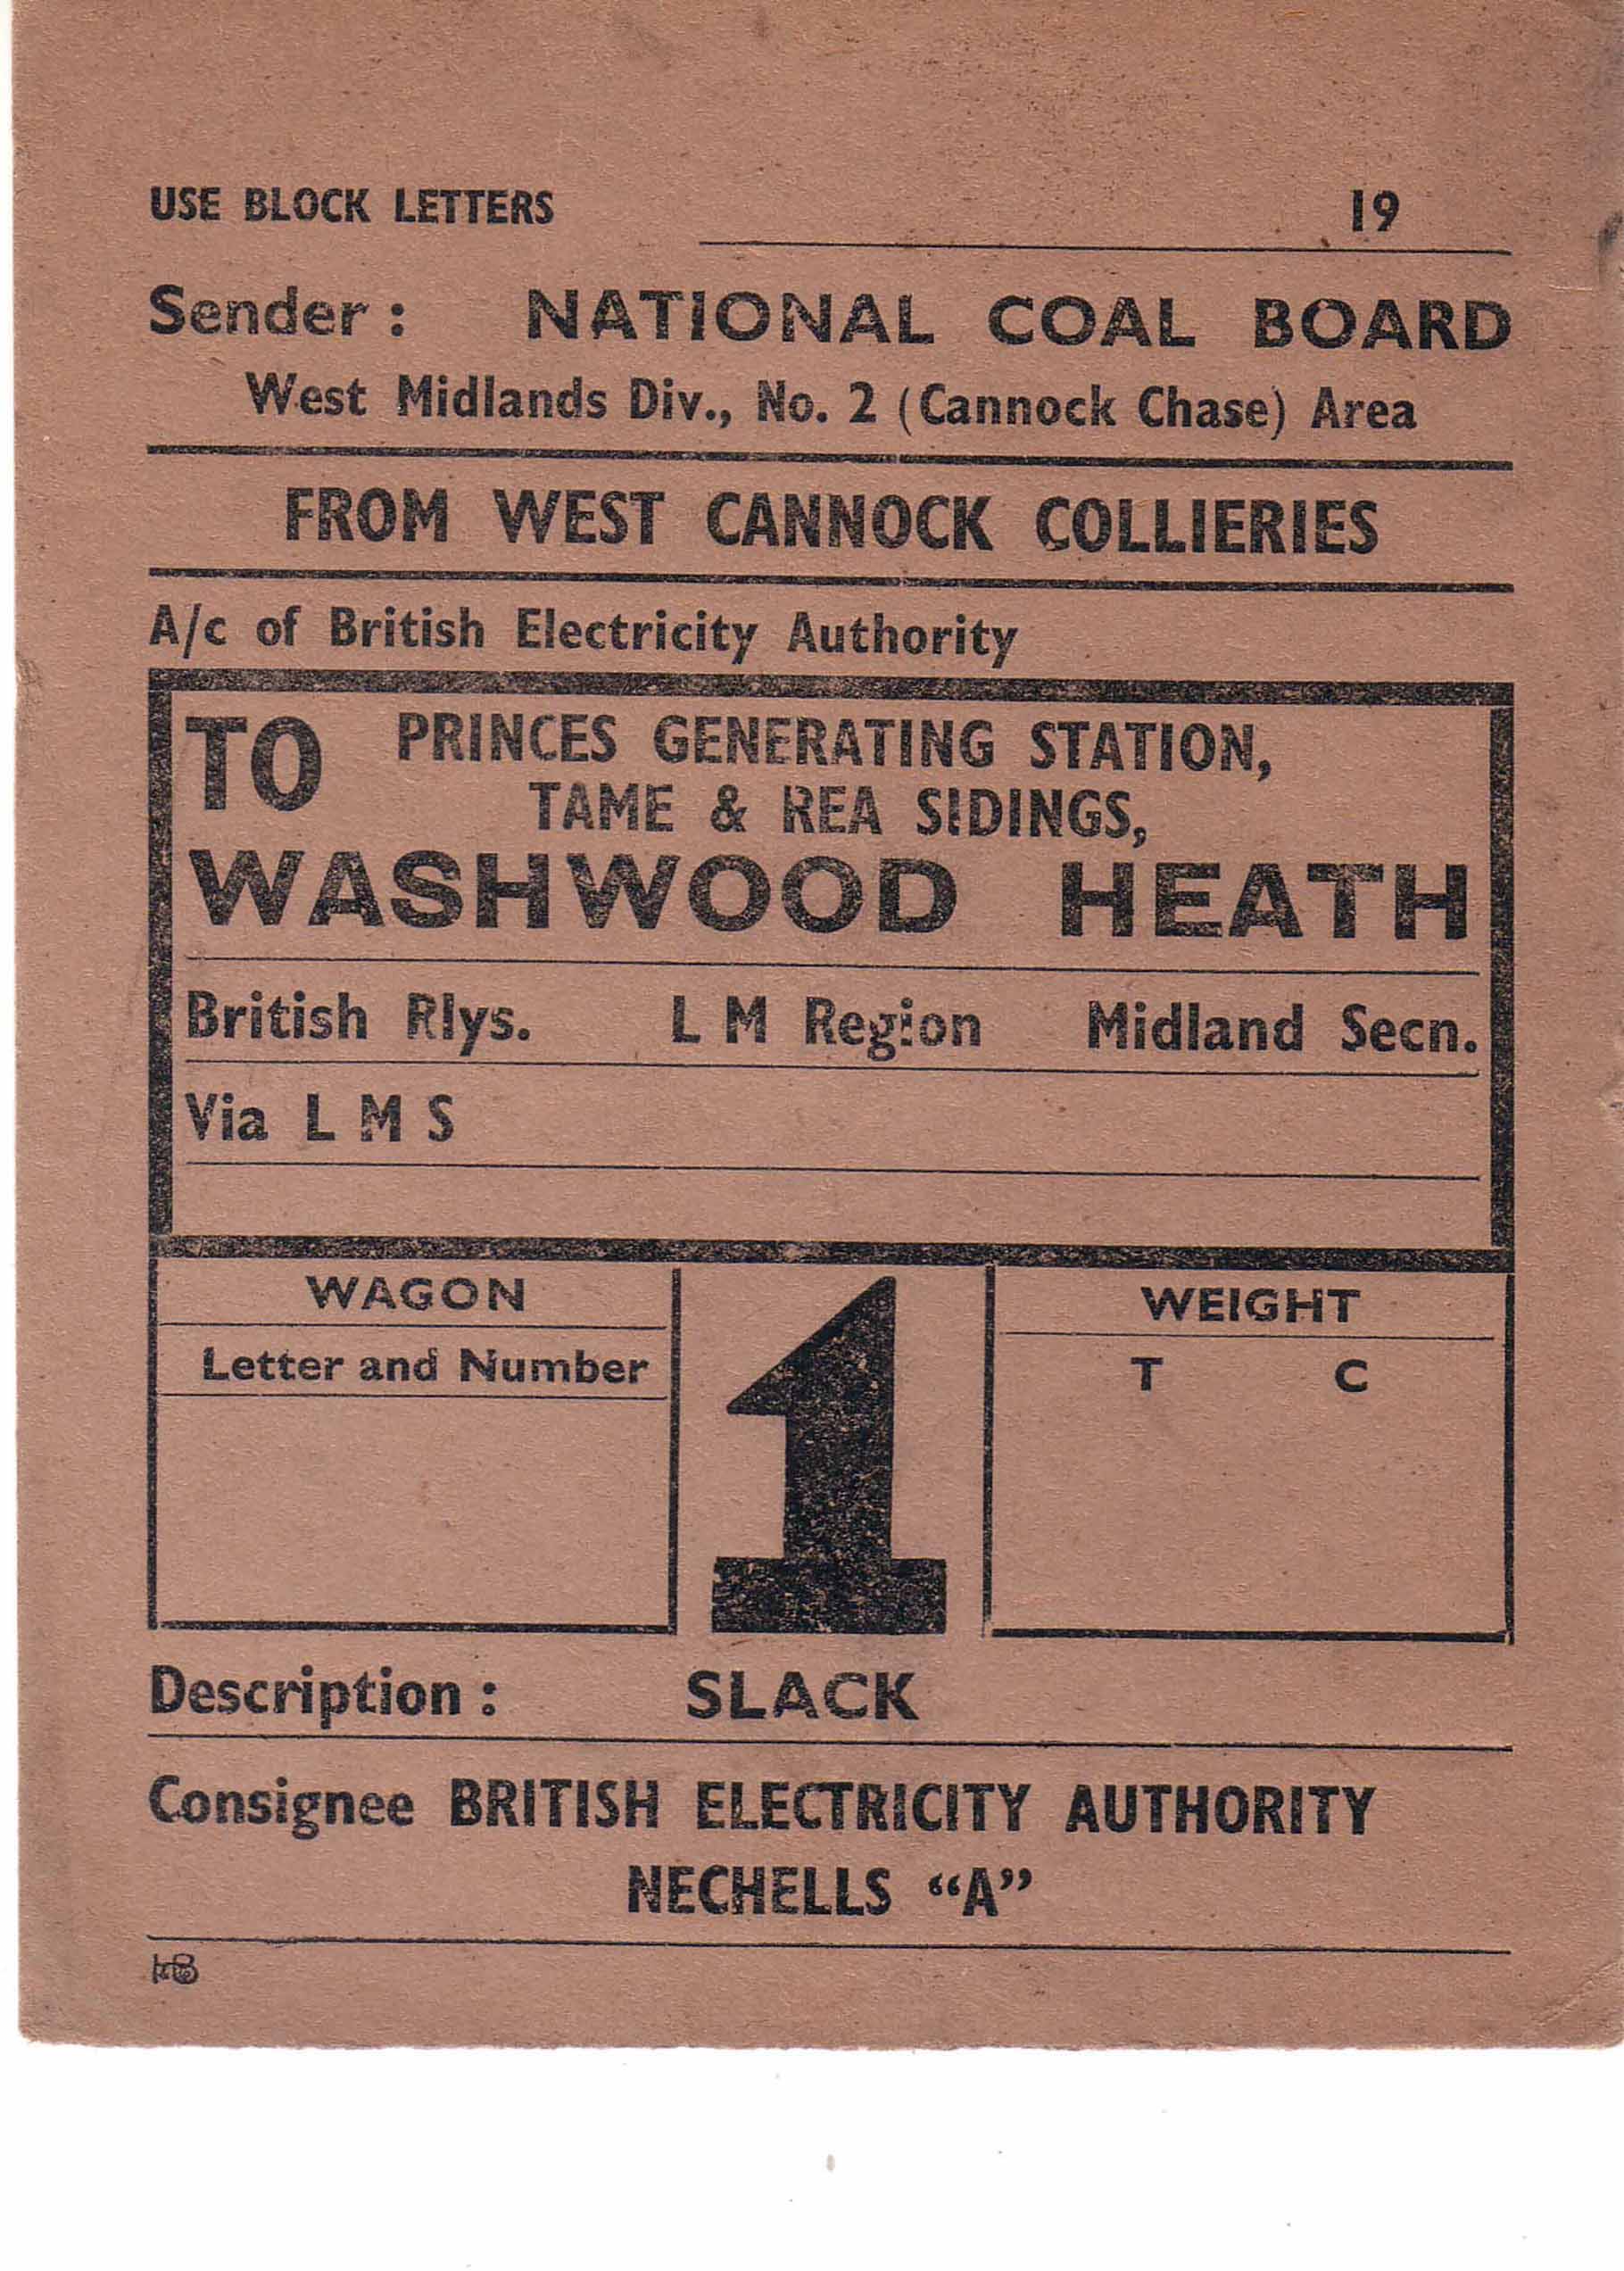 USE BLOCK LETTERS 19
Sender : NATIONAL COAL BOARD
West Midlands Div., No. 2 (Cannock Chase) Area
FROM WEST CANNOCK COLLIERIES
A/c of British Electricity Authority
TO PRINCES GENERATING STATION,
TAME & REA SIDINGS,
WASHWOOD HEATH
British Rlys. L M Region Midland Secn.
Via L M S
WAGON
Letter and Number
1
WEIGHT
T C
Description : SLACK
Consignee BRITISH ELECTRICITY AUTHORITY
NECHELLS “A”